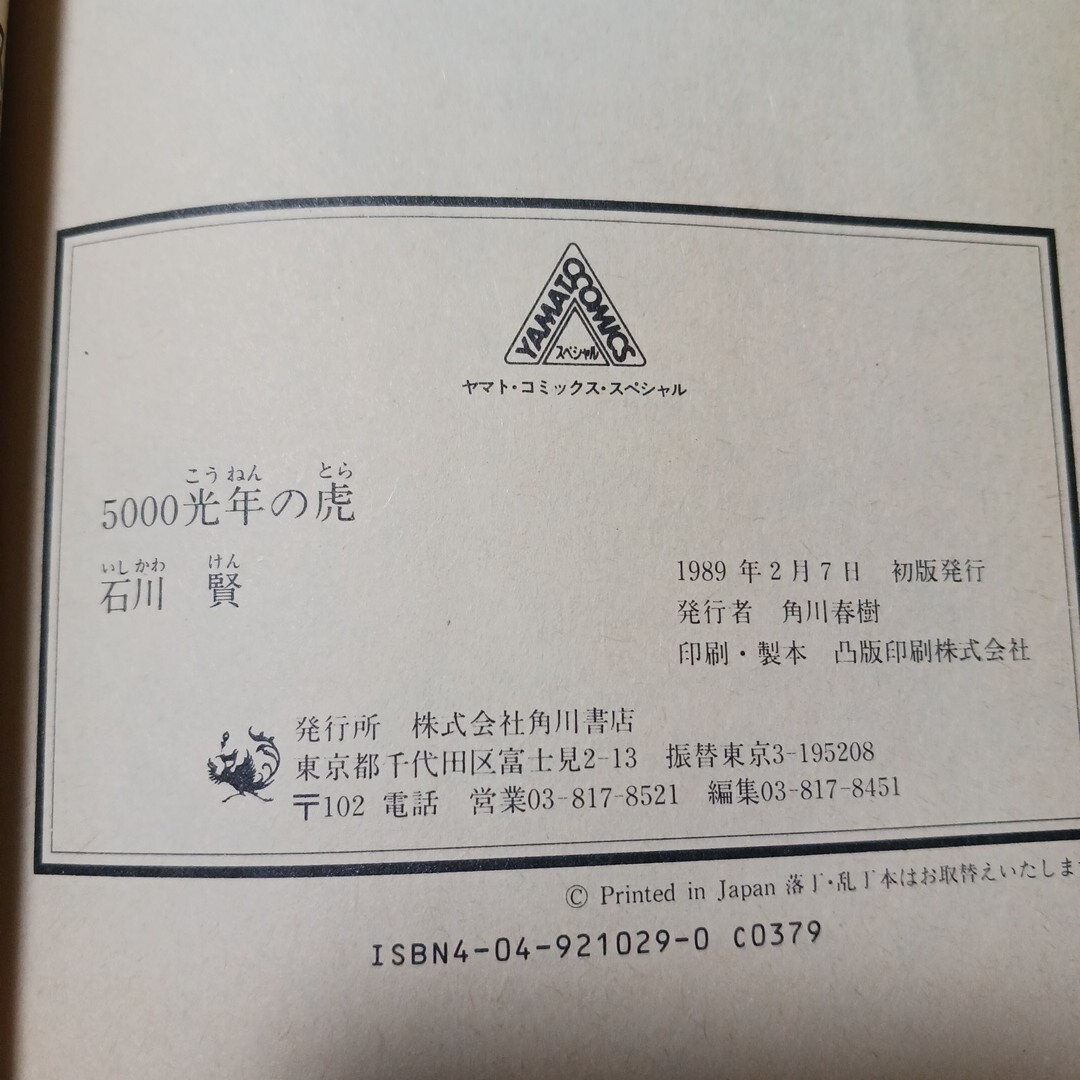 YAMATO COMICS
スペシャル
ヤマト・コミックス・スペシャル
こうねん とら
5000光年の虎
いしかわ けん
石川 賢
1989年2月7日 初版発行
発行者 角川春樹
印刷・製本 凸版印刷株式会社
発行所 株式会社角川書店
東京都千代田区富士見2-13 振替東京3-195208
〒102 電話 営業03-817-8521 編集03-817-8451
© Printed in Japan 落丁・乱丁本はお取替えいたしま
ISBN4-04-921029-0 C0379